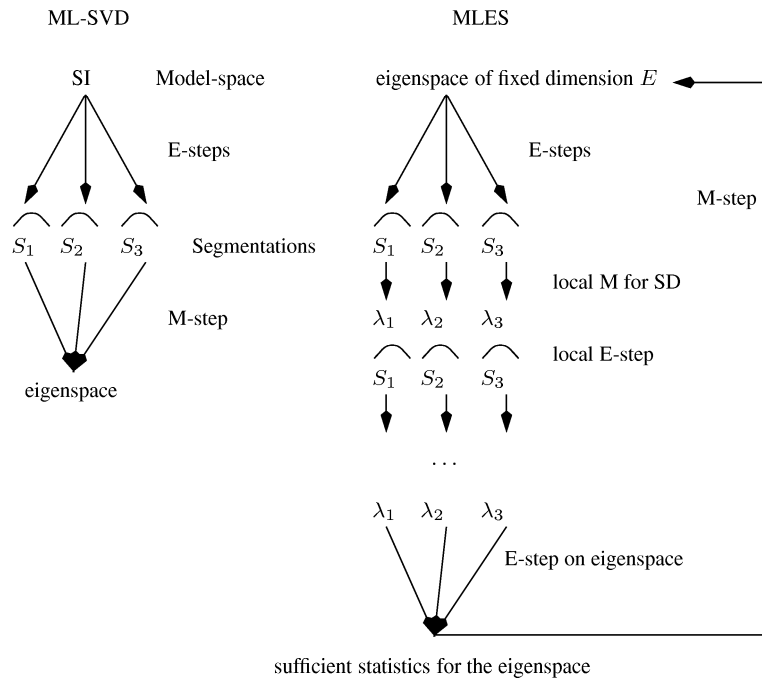 ML-SVD
MLES
SI
Model-space
eigenspace of fixed dimension E
E-steps
E-steps
M-step
S1 S2 S3
Segmentations
S1 S2 S3
local M for SD
M-step
λ1 λ2 λ3
local E-step
eigenspace
S1 S2 S3
...
λ1 λ2 λ3
E-step on eigenspace
sufficient statistics for the eigenspace